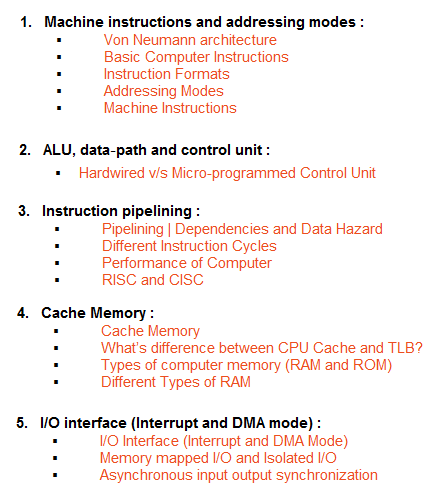 1. Machine instructions and addressing modes :
▪ Von Neumann architecture
▪ Basic Computer Instructions
▪ Instruction Formats
▪ Addressing Modes
▪ Machine Instructions
2. ALU, data-path and control unit :
▪ Hardwired v/s Micro-programmed Control Unit
3. Instruction pipelining :
▪ Pipelining | Dependencies and Data Hazard
▪ Different Instruction Cycles
▪ Performance of Computer
▪ RISC and CISC
4. Cache Memory :
▪ Cache Memory
▪ What's difference between CPU Cache and TLB?
▪ Types of computer memory (RAM and ROM)
▪ Different Types of RAM
5. I/O interface (Interrupt and DMA mode) :
▪ I/O Interface (Interrupt and DMA Mode)
▪ Memory mapped I/O and Isolated I/O
▪ Asynchronous input output synchronization